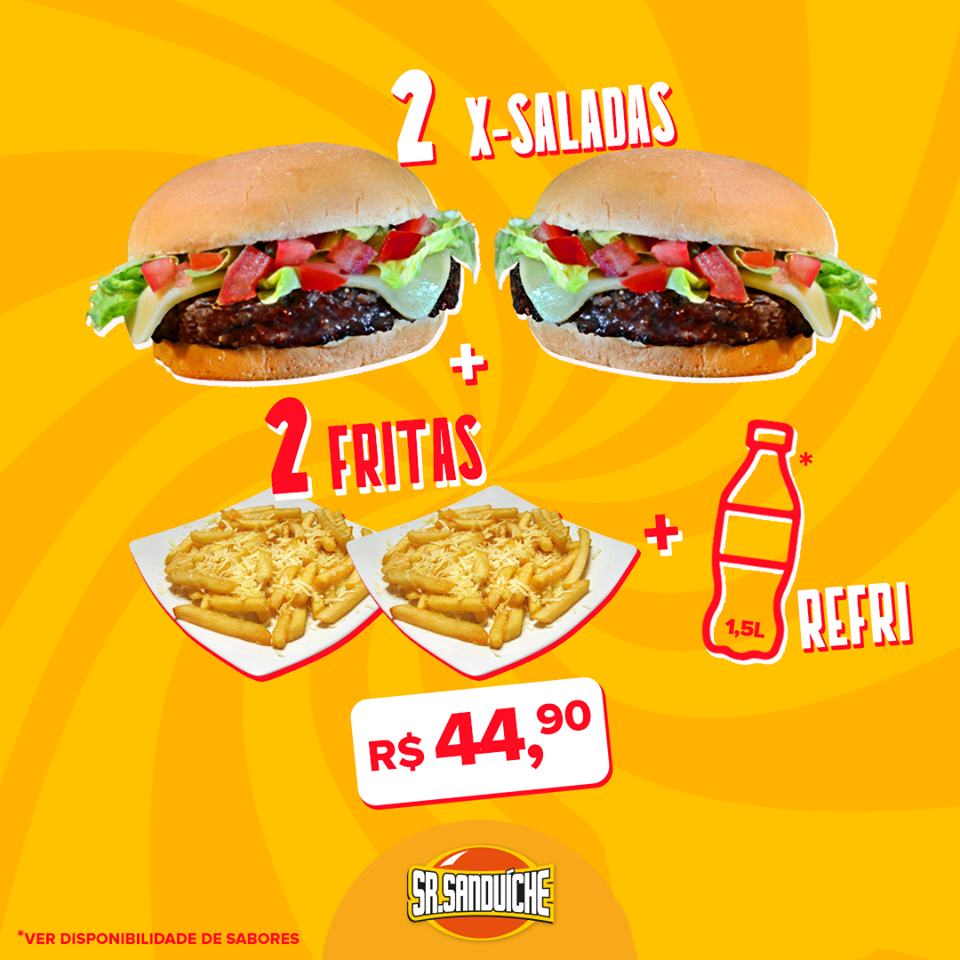 2 X-SALADAS
+
2 FRITAS
+
*
1,5L
REFRI
R$ 44,90
SR.SANDUÍCHE
*VER DISPONIBILIDADE DE SABORES